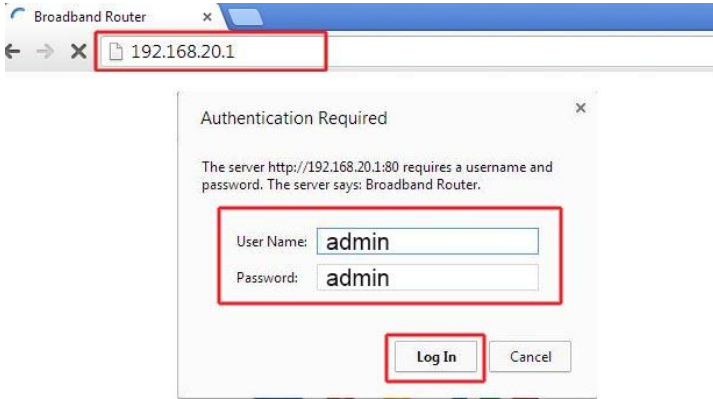 Broadband Router
192.168.20.1
Authentication Required
The server http://192.168.20.1:80 requires a username and
password. The server says: Broadband Router.
User Name: admin
Password: admin
Log In Cancel